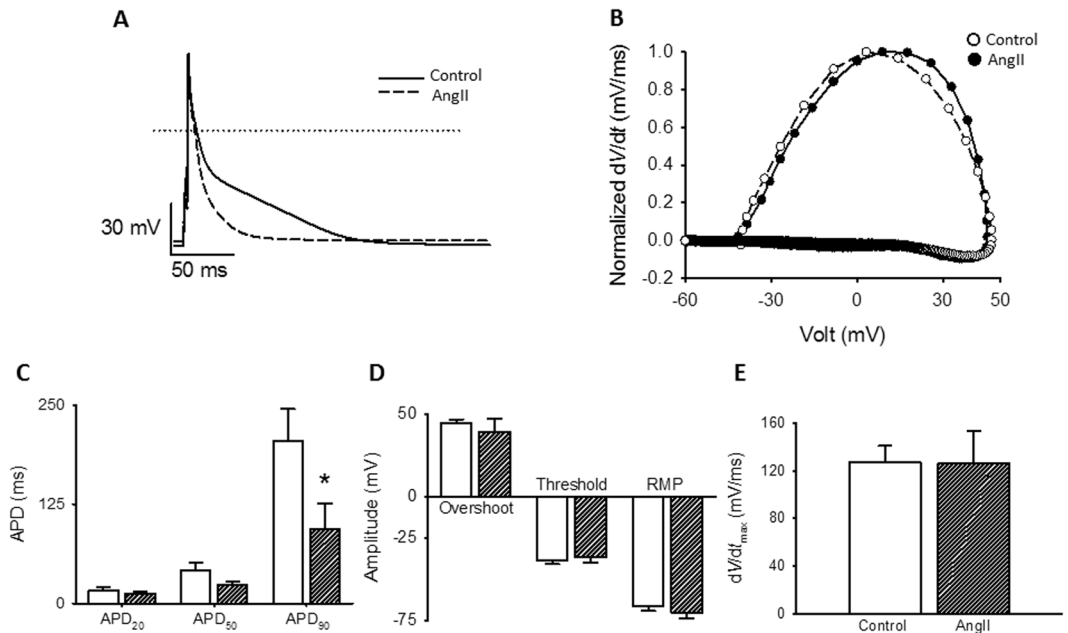 A
Control
AngII
30 mV
50 ms
B
Control
AngII
Normalized dV/dt (mV/ms)
1.0
0.8
0.6
0.4
0.2
0.0
-0.2
-60
-30
0
30
50
Volt (mV)
C
APD (ms)
250
125
0
*
APD₂₀
APD₅₀
APD₉₀
D
Amplitude (mV)
50
0
-25
-75
Overshoot
Threshold
RMP
E
dV/dtₘₐₓ (mV/ms)
160
120
80
40
0
Control
AngII